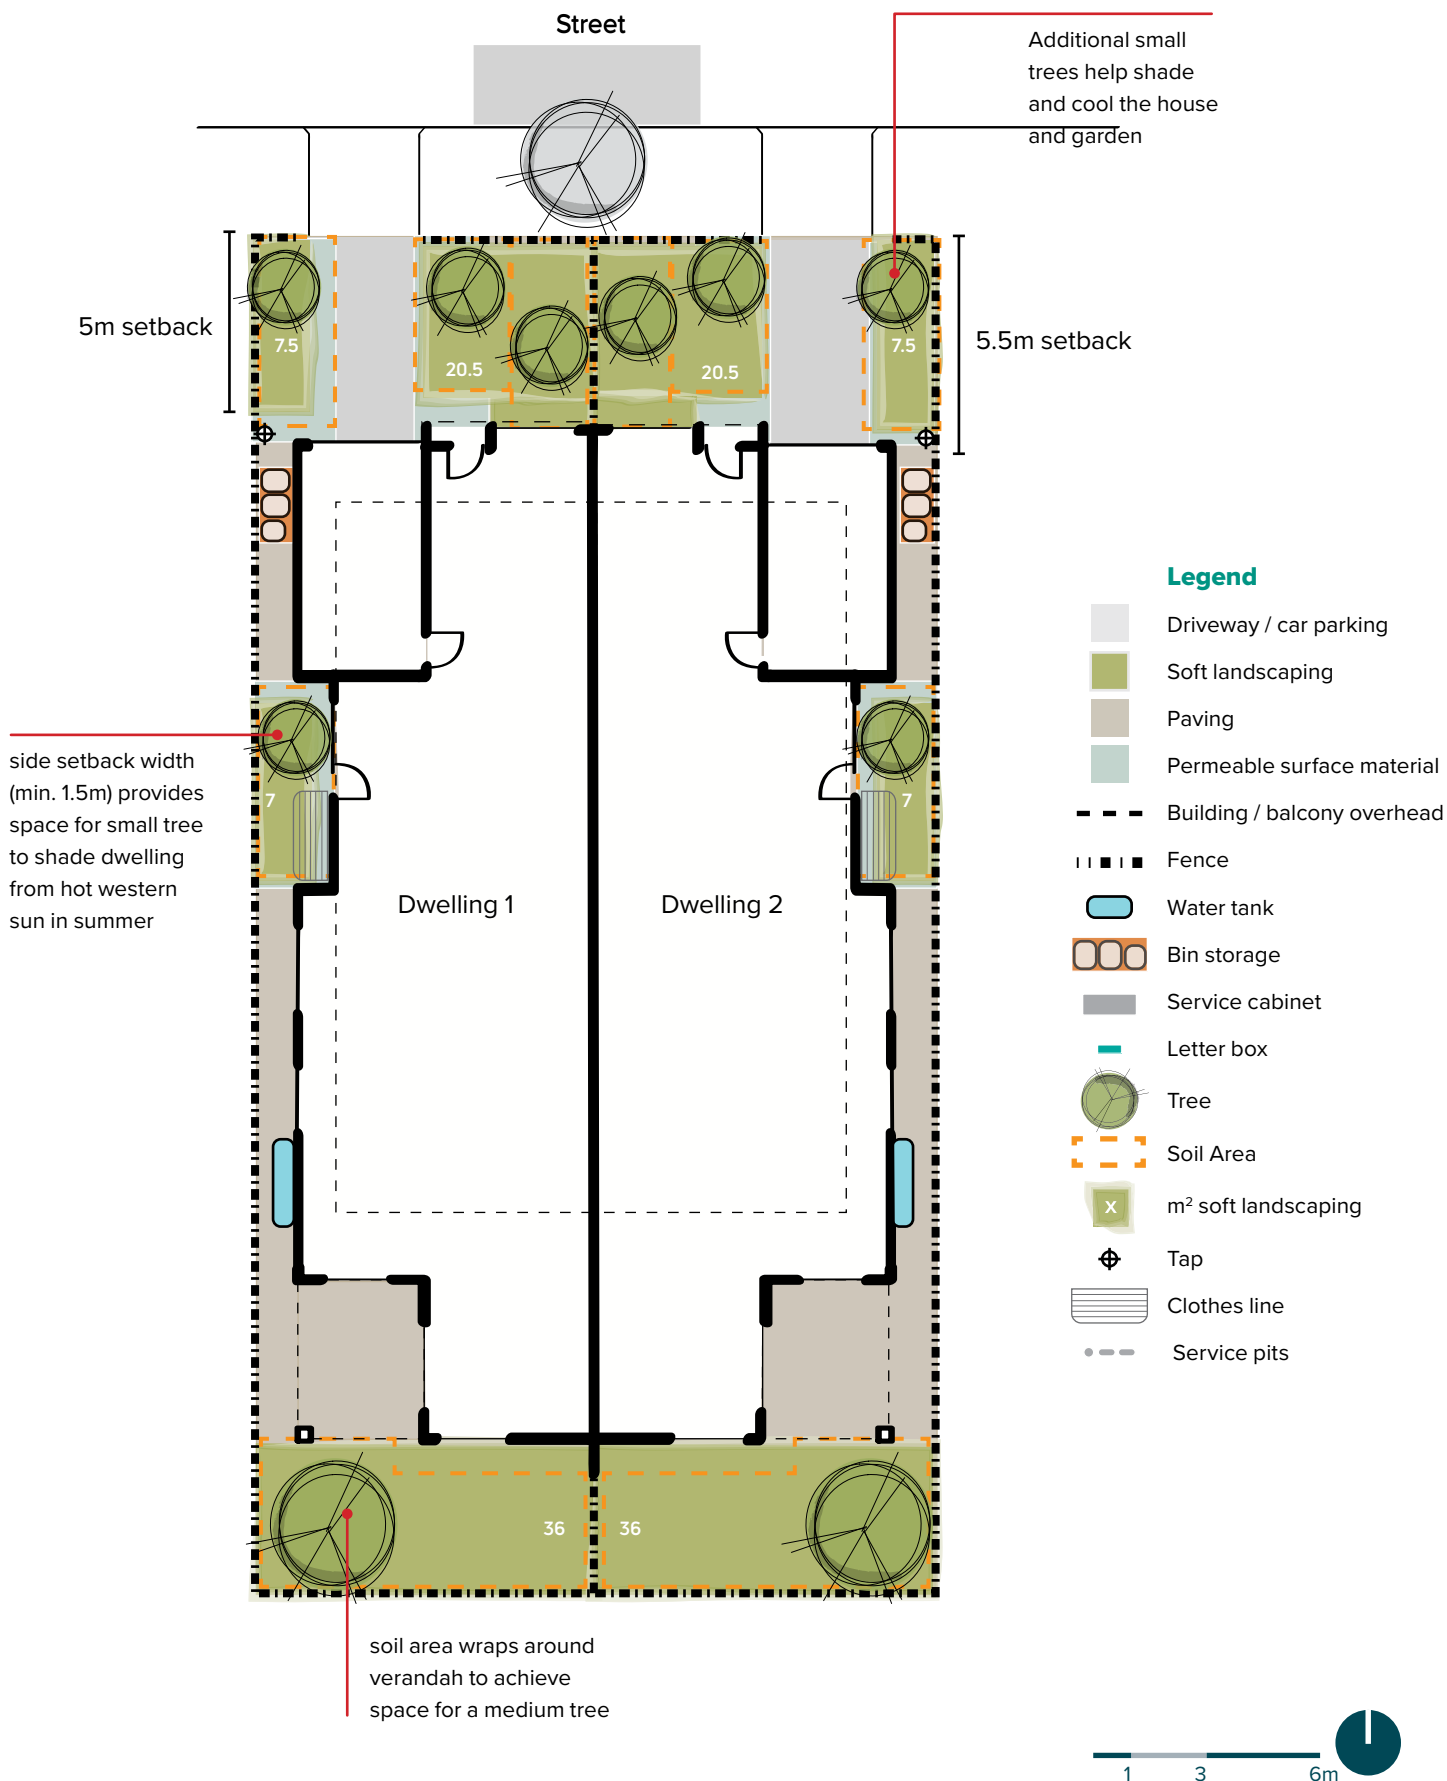 Street
Additional small
trees help shade
and cool the house
and garden
5m setback
5.5m setback
7.5
20.5
20.5
7.5
side setback width
(min. 1.5m) provides
space for small tree
to shade dwelling
from hot western
sun in summer
7
7
Dwelling 1
Dwelling 2
36
36
soil area wraps around
verandah to achieve
space for a medium tree
Legend
Driveway / car parking
Soft landscaping
Paving
Permeable surface material
Building / balcony overhead
Fence
Water tank
Bin storage
Service cabinet
Letter box
Tree
Soil Area
x m² soft landscaping
Tap
Clothes line
Service pits
1 3 6m